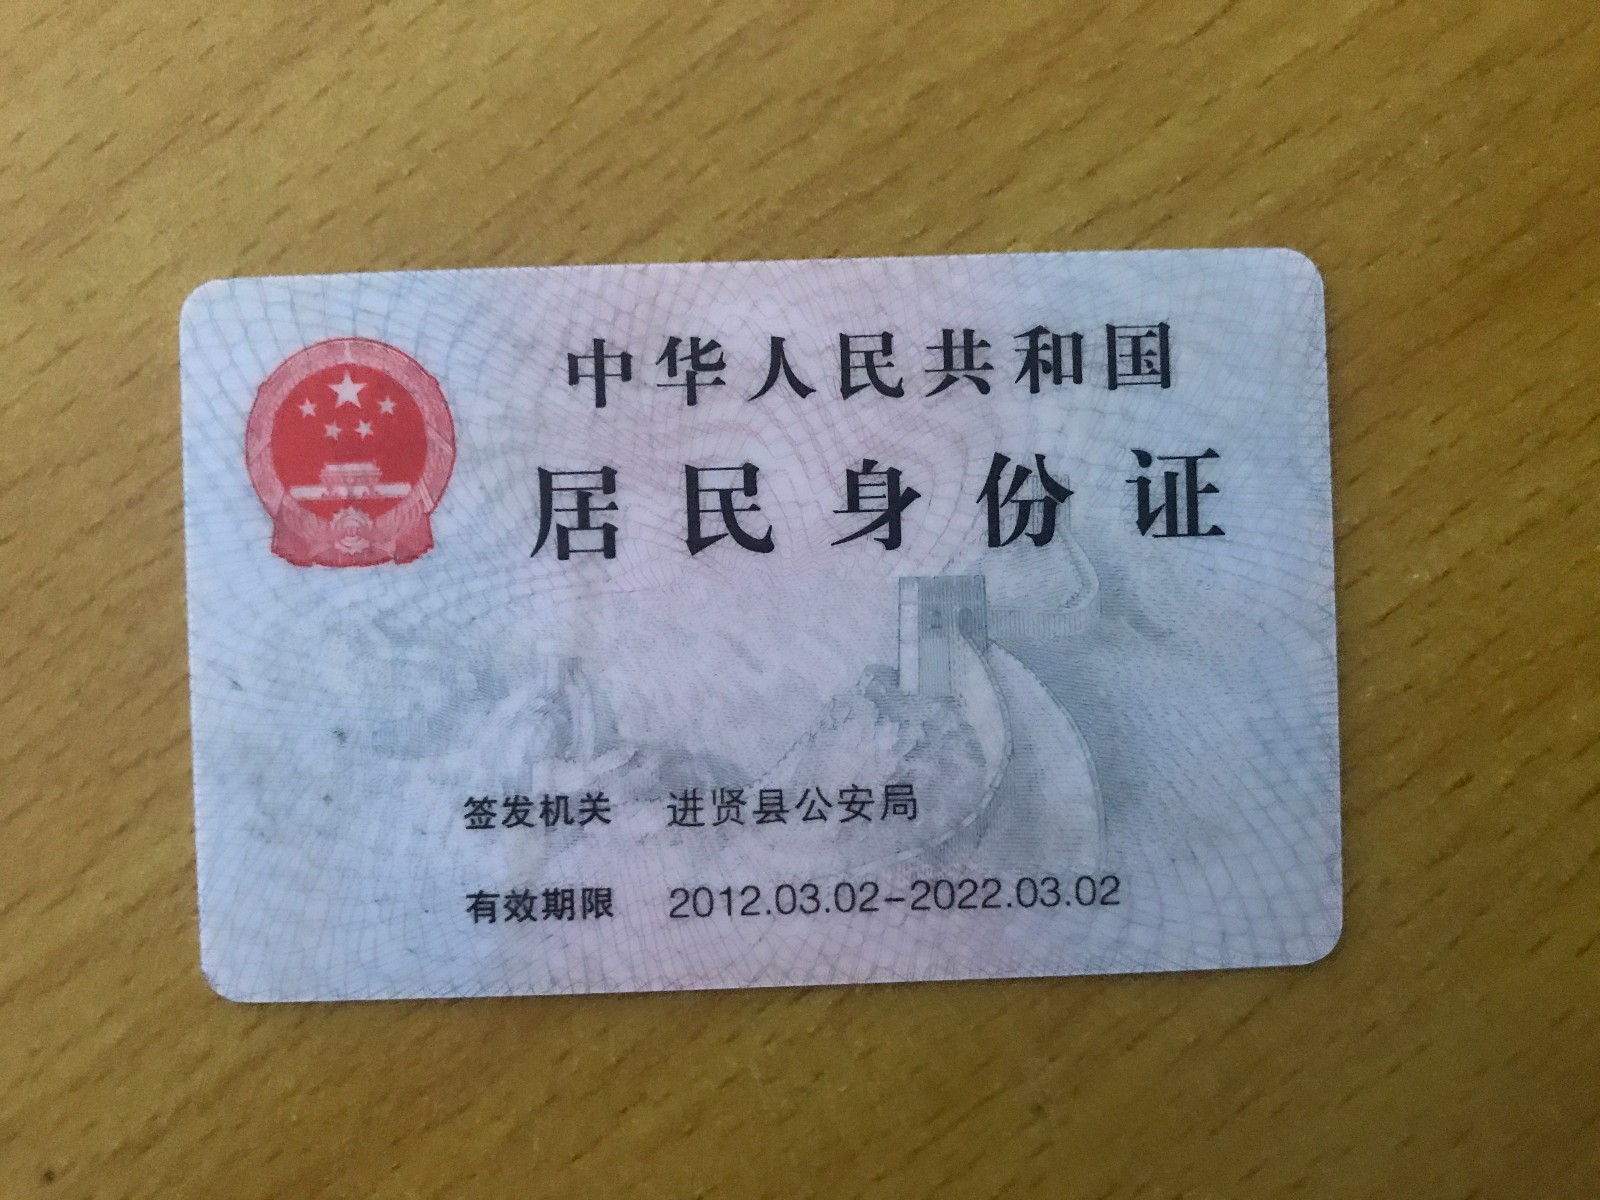 中华人民共和国
居民身份证
签发机关 进贤县公安局
有效期限 2012.03.02-2022.03.02